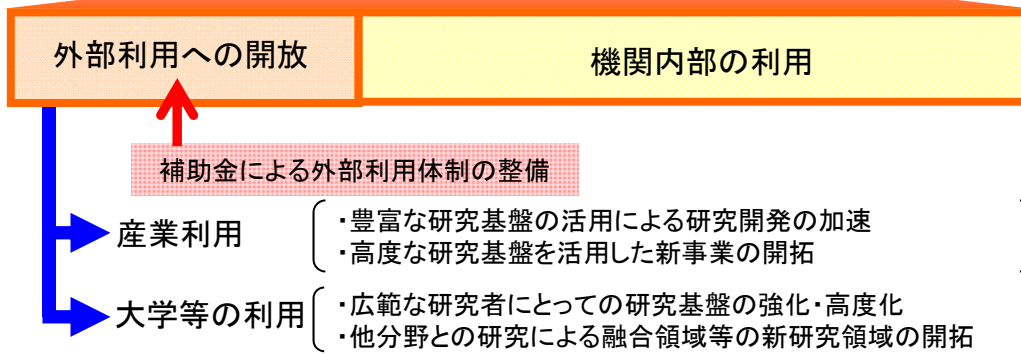 外部利用への開放
機関内部の利用
補助金による外部利用体制の整備
産業利用
・豊富な研究基盤の活用による研究開発の加速
・高度な研究基盤を活用した新事業の開拓
大学等の利用
・広範な研究者にとっての研究基盤の強化・高度化
・他分野との研究による融合領域等の新研究領域の開拓